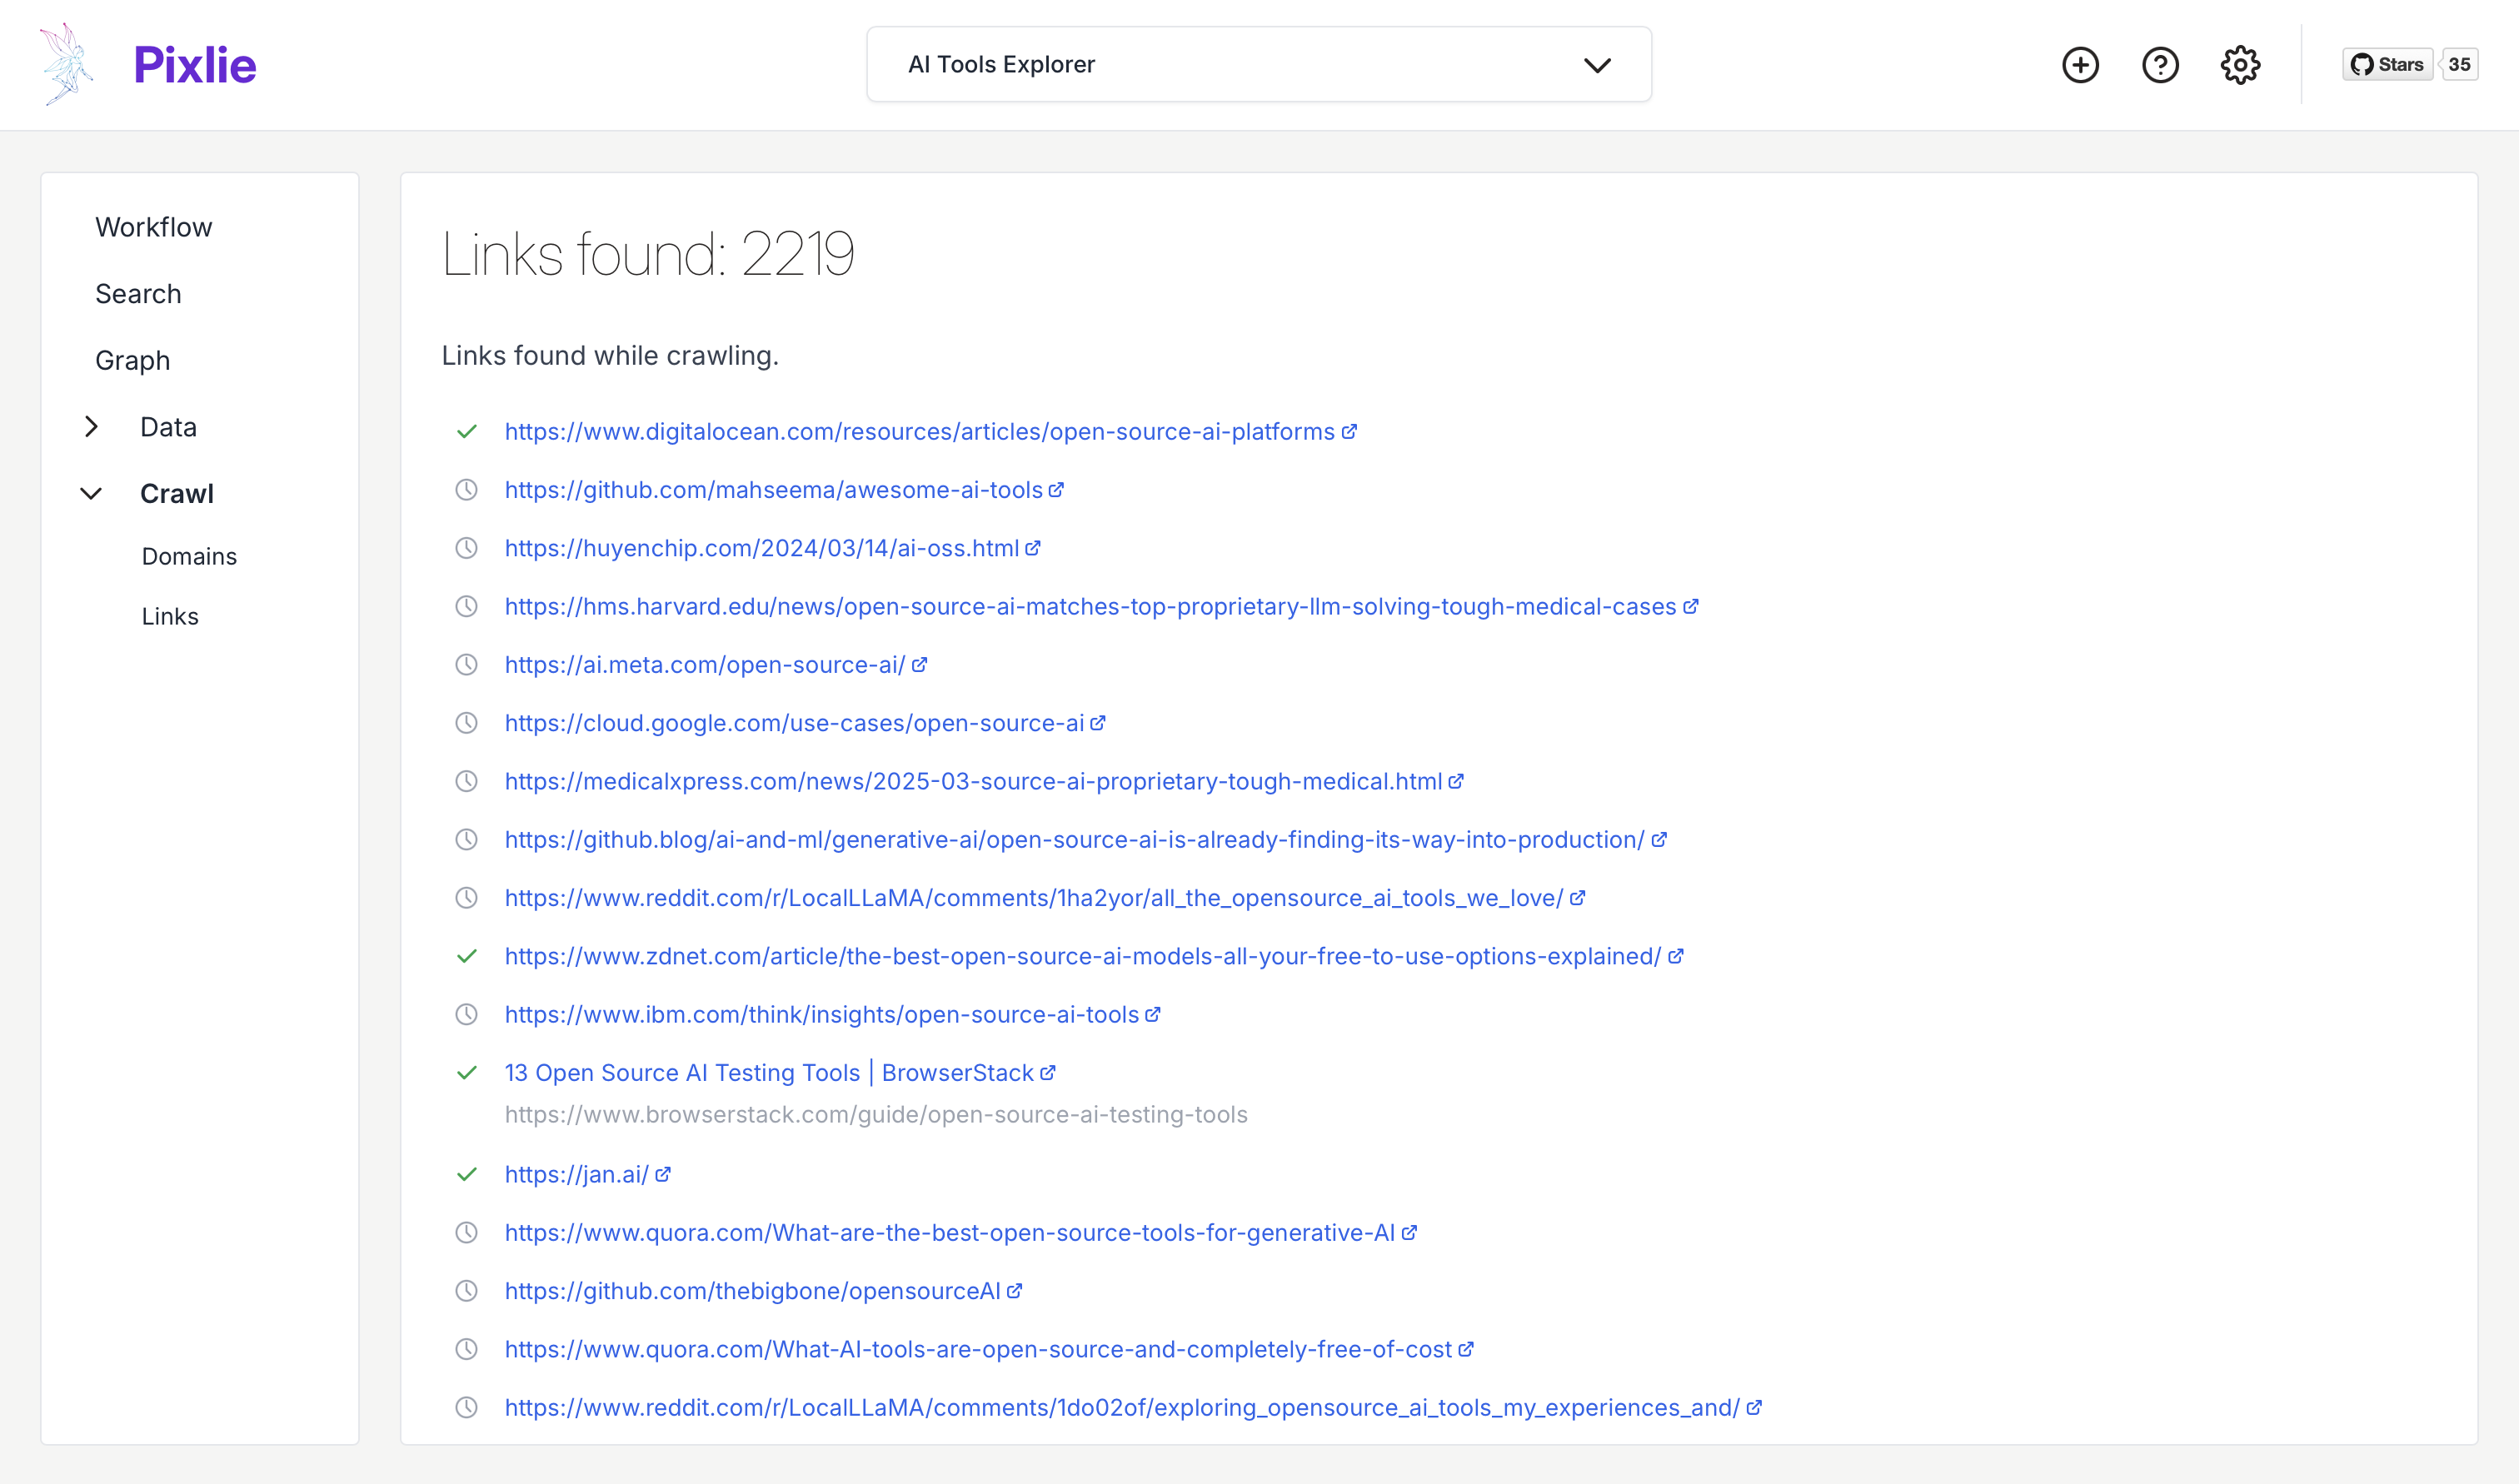 Pixlie
AI Tools Explorer
Stars
35
Workflow
Search
Graph
Data
Crawl
Domains
Links
Links found: 2219
Links found while crawling.
https://www.digitalocean.com/resources/articles/open-source-ai-platforms
https://github.com/mahseema/awesome-ai-tools
https://huyenchip.com/2024/03/14/ai-oss.html
https://hms.harvard.edu/news/open-source-ai-matches-top-proprietary-llm-solving-tough-medical-cases
https://ai.meta.com/open-source-ai/
https://cloud.google.com/use-cases/open-source-ai
https://medicalxpress.com/news/2025-03-source-ai-proprietary-tough-medical.html
https://github.blog/ai-and-ml/generative-ai/open-source-ai-is-already-finding-its-way-into-production/
https://www.reddit.com/r/LocalLLaMA/comments/1ha2yor/all_the_opensource_ai_tools_we_love/
https://www.zdnet.com/article/the-best-open-source-ai-models-all-your-free-to-use-options-explained/
https://www.ibm.com/think/insights/open-source-ai-tools
13 Open Source AI Testing Tools | BrowserStack
https://www.browserstack.com/guide/open-source-ai-testing-tools
https://jan.ai/
https://www.quora.com/What-are-the-best-open-source-tools-for-generative-AI
https://github.com/thebigbone/opensourceAI
https://www.quora.com/What-AI-tools-are-open-source-and-completely-free-of-cost
https://www.reddit.com/r/LocalLLaMA/comments/1do02of/exploring_opensource_ai_tools_my_experiences_and/